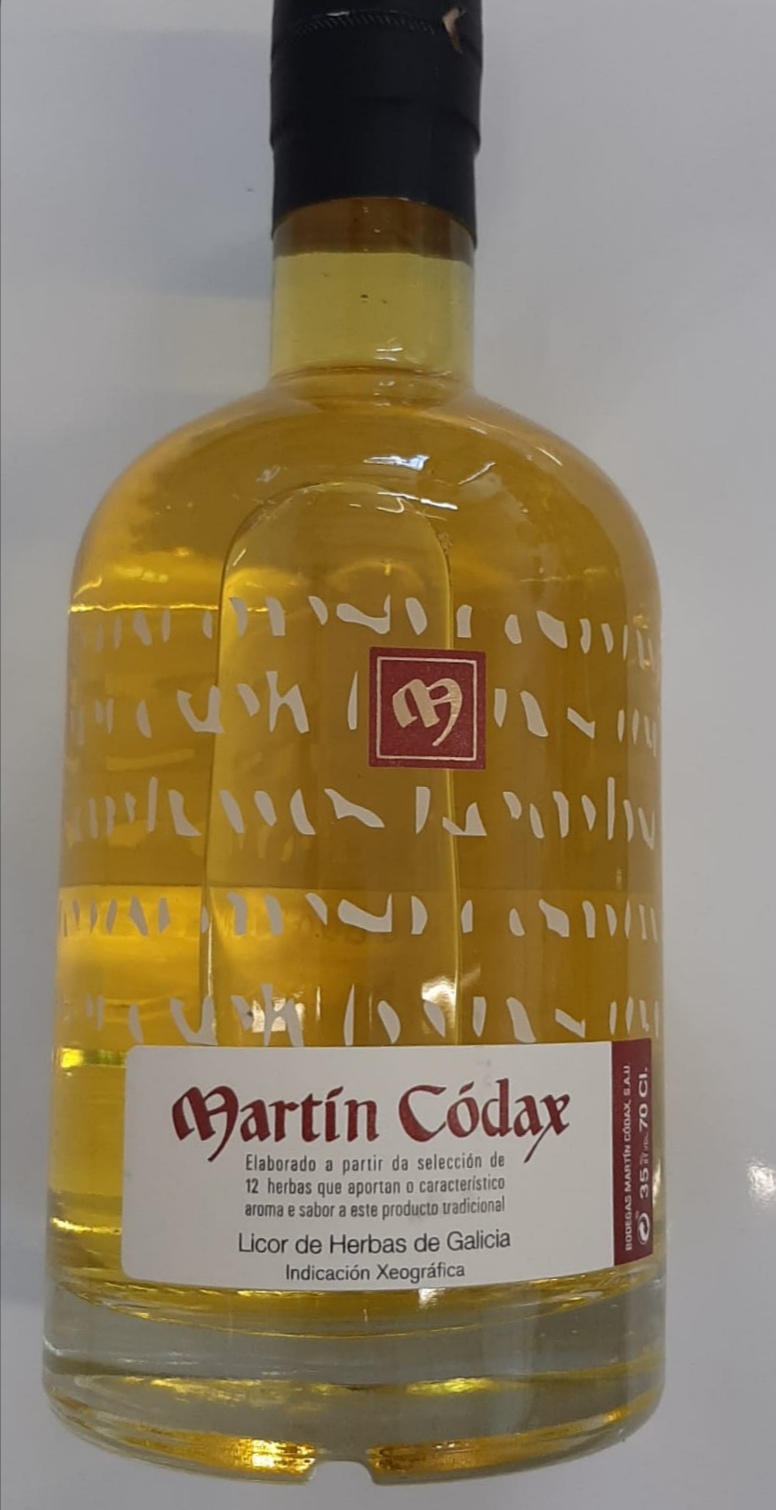 M
Martín Códax
Elaborado a partir da selección de
12 herbas que aportan o característico
aroma e sabor a este producto tradicional
Licor de Herbas de Galicia
Indicación Xeográfica
BODEGAS MARTÍN CÓDAX, S.A.U.
35 % 70 Cl.